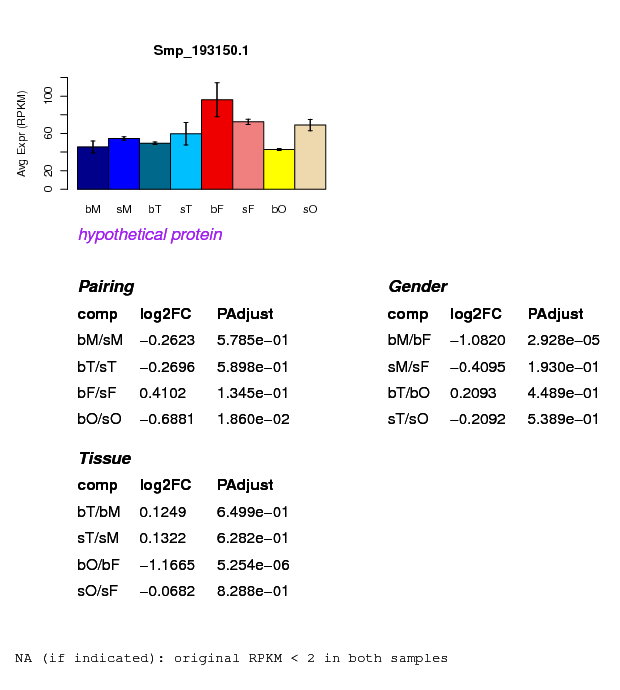 Smp_193150.1
Avg Expr (RPKM)
0 20 60 100
bM sM bT sT bF sF bO sO
hypothetical protein
Pairing
comp log2FC PAdjust
bM/sM −0.2623 5.785e−01
bT/sT −0.2696 5.898e−01
bF/sF 0.4102 1.345e−01
bO/sO −0.6881 1.860e−02
Gender
comp log2FC PAdjust
bM/bF −1.0820 2.928e−05
sM/sF −0.4095 1.930e−01
bT/bO 0.2093 4.489e−01
sT/sO −0.2092 5.389e−01
Tissue
comp log2FC PAdjust
bT/bM 0.1249 6.499e−01
sT/sM 0.1322 6.282e−01
bO/bF −1.1665 5.254e−06
sO/sF −0.0682 8.288e−01
NA (if indicated): original RPKM < 2 in both samples